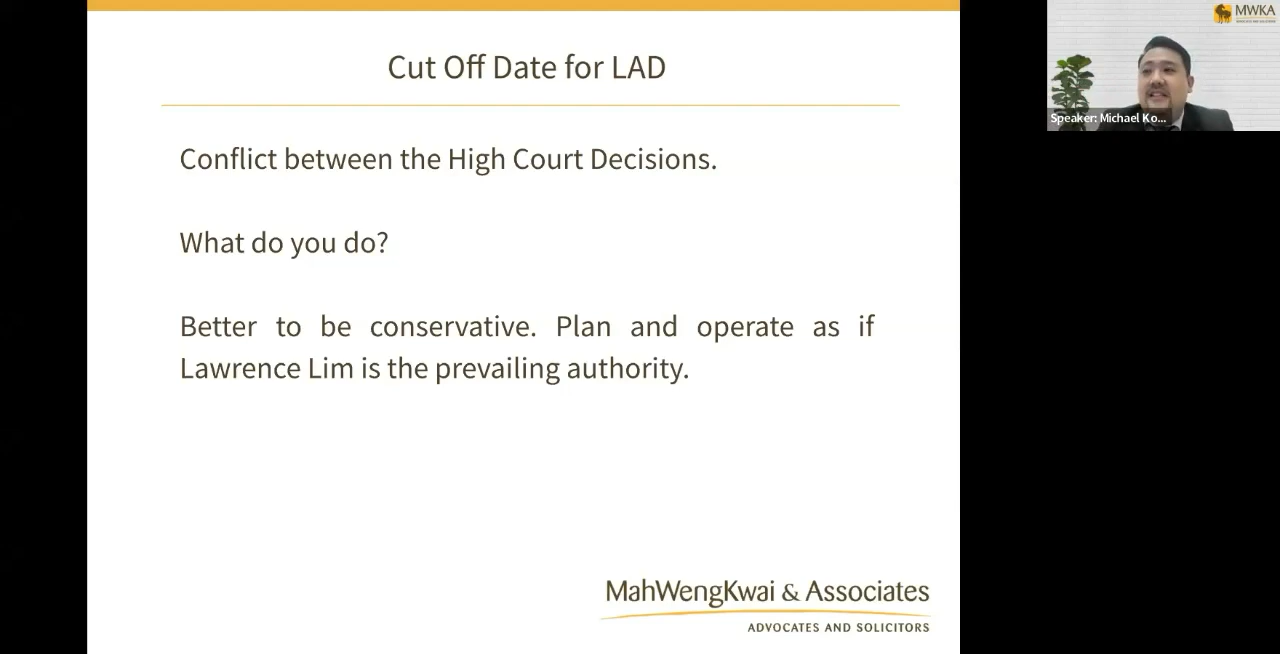 Cut Off Date for LAD
Conflict between the High Court Decisions.
What do you do?
Better to be conservative. Plan and operate as if
Lawrence Lim is the prevailing authority.
MahWengKwai & Associates
ADVOCATES AND SOLICITORS
MWKA
Speaker: Michael Ko...